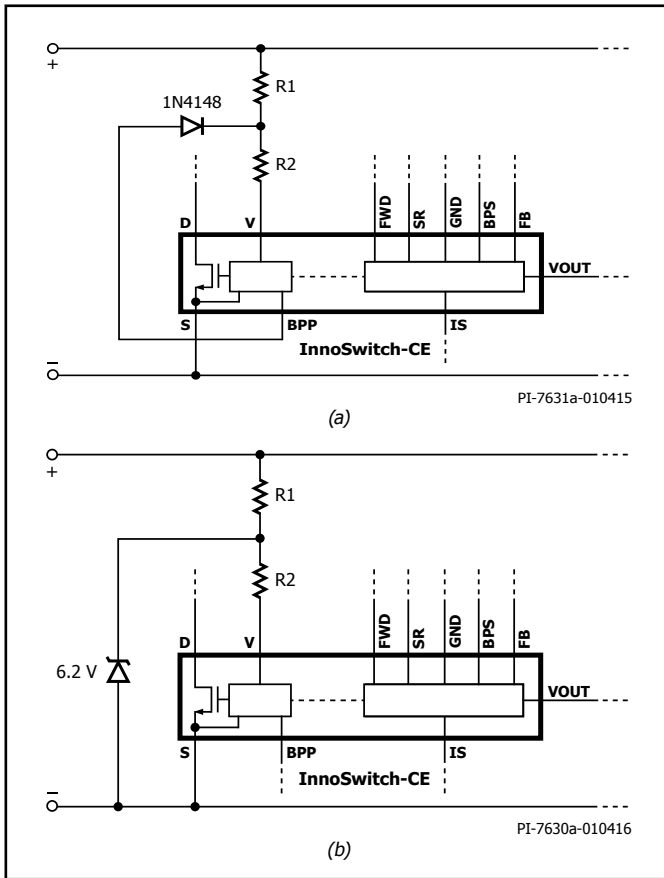 +
R1
1N4148
R2
D
V
FWD
SR
GND
BPS
FB
VOUT
S
BPP
IS
InnoSwitch-CE
−
PI-7631a-010415
(a)
+
R1
R2
D
V
FWD
SR
GND
BPS
FB
6.2 V
VOUT
S
BPP
IS
InnoSwitch-CE
−
PI-7630a-010416
(b)